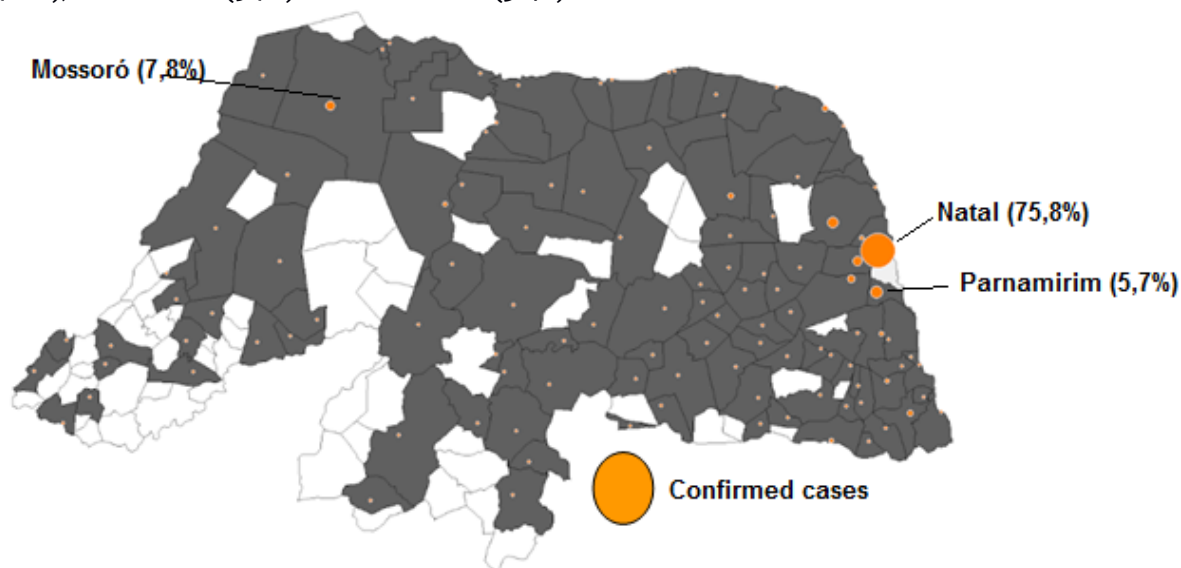 Mossoró (7,8%)
Natal (75,8%)
Parnamirim (5,7%)
Confirmed cases